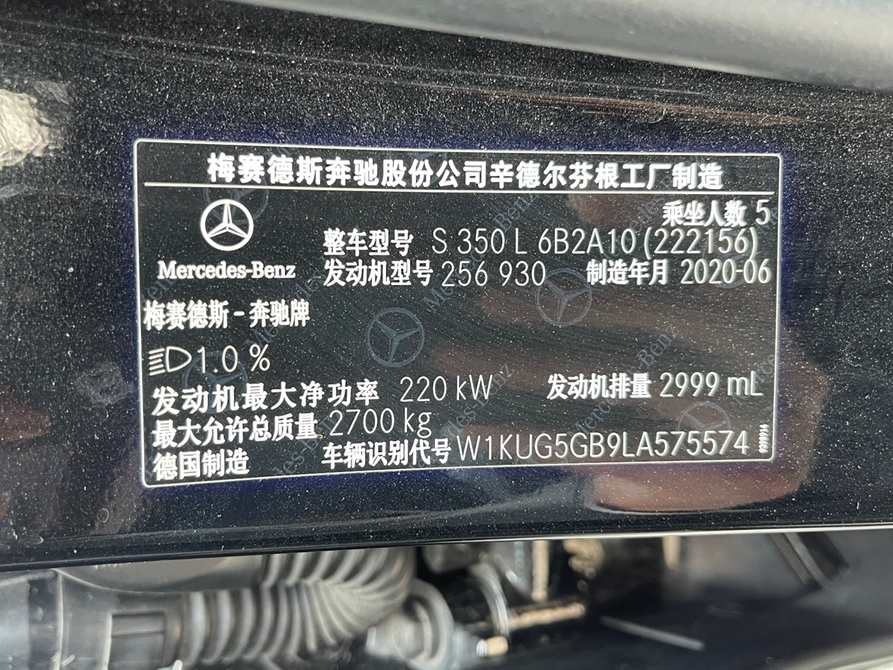 梅赛德斯奔驰股份公司辛德尔芬根工厂制造
乘坐人数 5
整车型号 S 350 L 6B2A10 (222156)
Mercedes-Benz 发动机型号 256 930 制造年月 2020-06
梅赛德斯-奔驰牌
1.0 %
发动机最大净功率 220 kW 发动机排量 2999 mL
最大允许总质量 2700 kg
德国制造 车辆识别代号 W1KUG5GB9LA575574